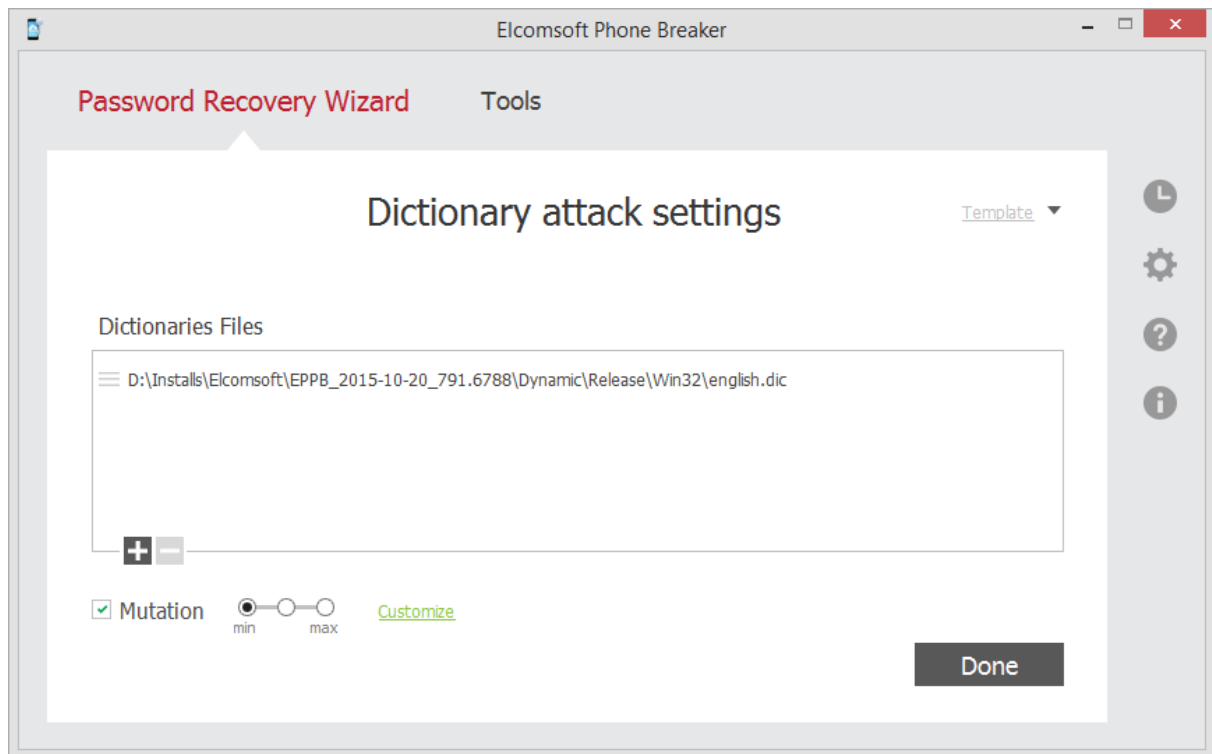 Elcomsoft Phone Breaker
Password Recovery Wizard Tools
Dictionary attack settings
Template
Dictionaries Files
D:\Installs\Elcomsoft\EPPB_2015-10-20_791.6788\Dynamic\Release\Win32\english.dic
Mutation
min max
Customize
Done